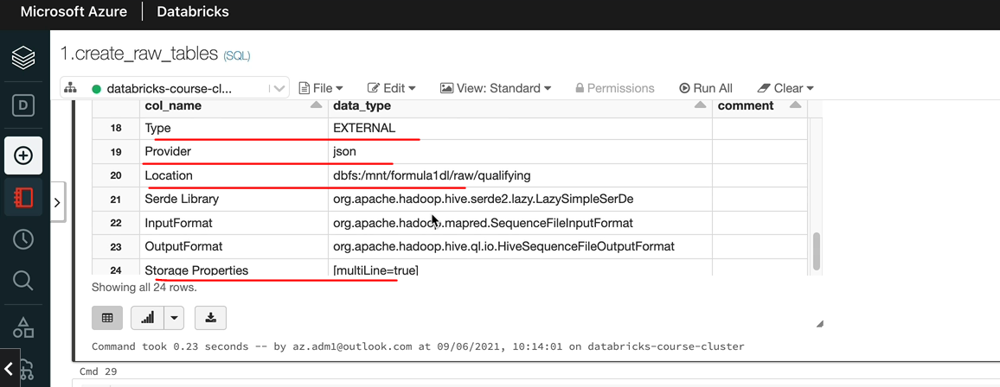 Microsoft Azure | Databricks
1.create_raw_tables (SQL)
databricks-course-cl... File Edit View: Standard Permissions Run All Clear
D
col_name data_type comment
18 Type EXTERNAL
19 Provider json
20 Location dbfs:/mnt/formula1dl/raw/qualifying
21 Serde Library org.apache.hadoop.hive.serde2.lazy.LazySimpleSerDe
22 InputFormat org.apache.hadoop.mapred.SequenceFileInputFormat
23 OutputFormat org.apache.hadoop.hive.ql.io.HiveSequenceFileOutputFormat
24 Storage Properties [multiLine=true]
Showing all 24 rows.
Command took 0.23 seconds -- by az.adm1@outlook.com at 09/06/2021, 10:14:01 on databricks-course-cluster
Cmd 29